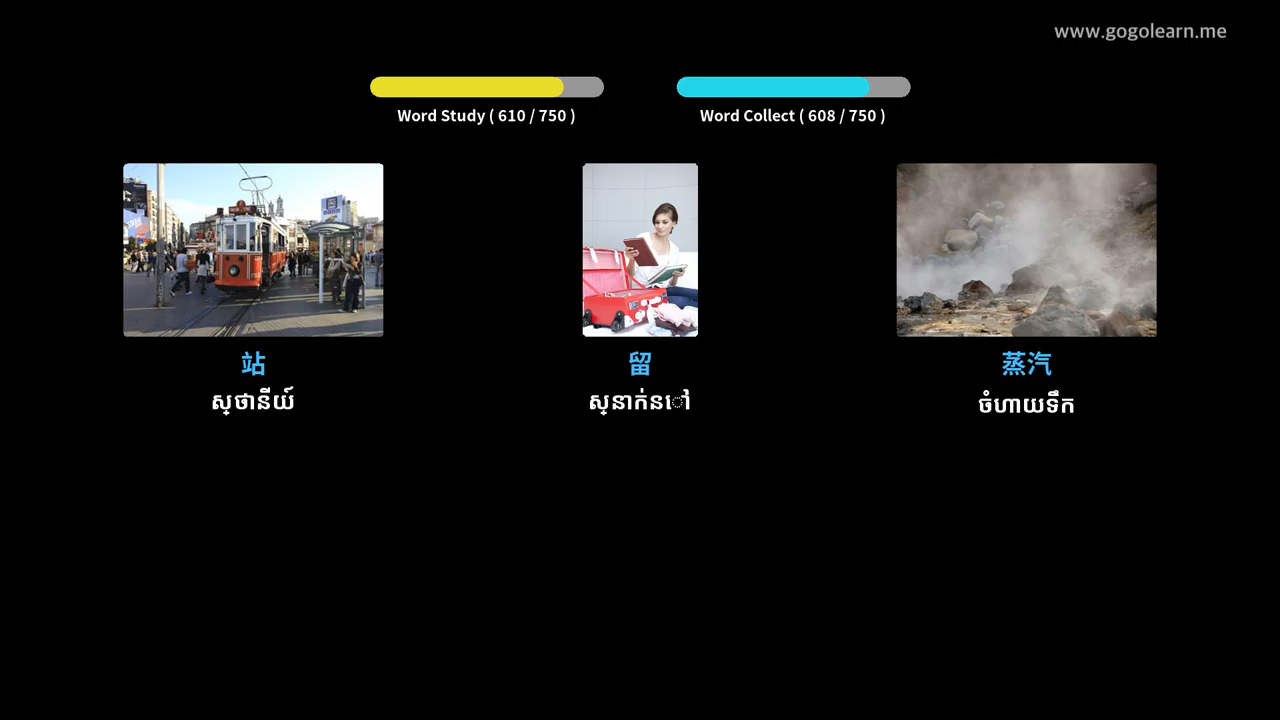 www.gogolearn.me
Word Study ( 610 / 750 )
Word Collect ( 608 / 750 )
站
ស្ថានីយ៍
留
ស្នាក់នៅ
蒸汽
ចំហាយទឹក